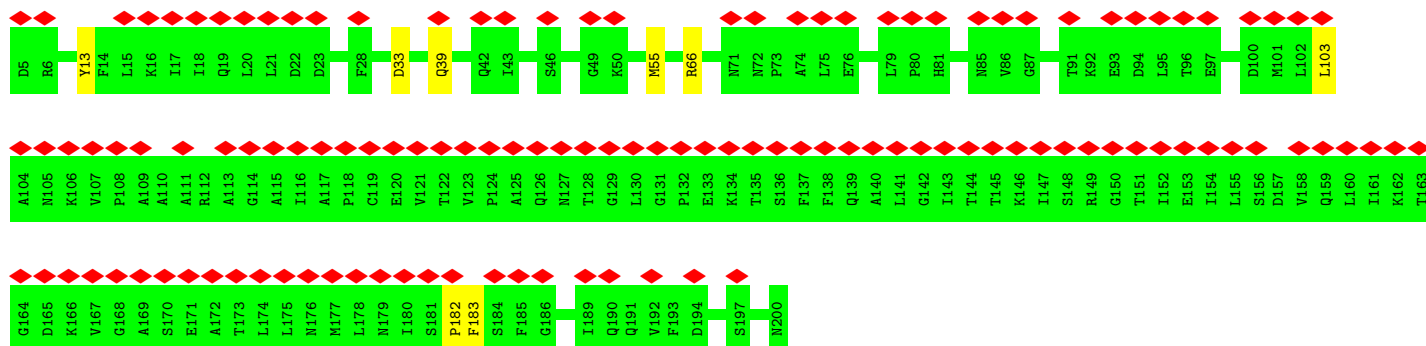 D5 R6 Y13 F14 L15 K16 I17 I18 Q19 L20 L21 D22 D23 F28 D33 Q39 Q42 I43 S46 G49 K50 M55 R66 N71 N72 P73 A74 L75 E76 L79 P80 H81 N85 V86 G87 T91 K92 E93 D94 L95 T96 E97 D100 M101 L102 L103
A104 N105 K106 V107 P108 A109 A110 A111 R112 A113 G114 A115 I116 A117 P118 C119 E120 V121 T122 V123 P124 A125 Q126 N127 T128 G129 L130 G131 P132 E133 K134 T135 S136 F137 F138 Q139 A140 L141 G142 I143 T144 T145 K146 I147 S148 R149 G150 T151 I152 E153 I154 L155 S156 D157 V158 Q159 L160 I161 K162 T163
G164 D165 K166 V167 G168 A169 S170 E171 A172 T173 L174 L175 N176 M177 L178 N179 I180 S181 P182 F183 S184 F185 G186 I189 Q190 Q191 V192 F193 D194 S197 N200